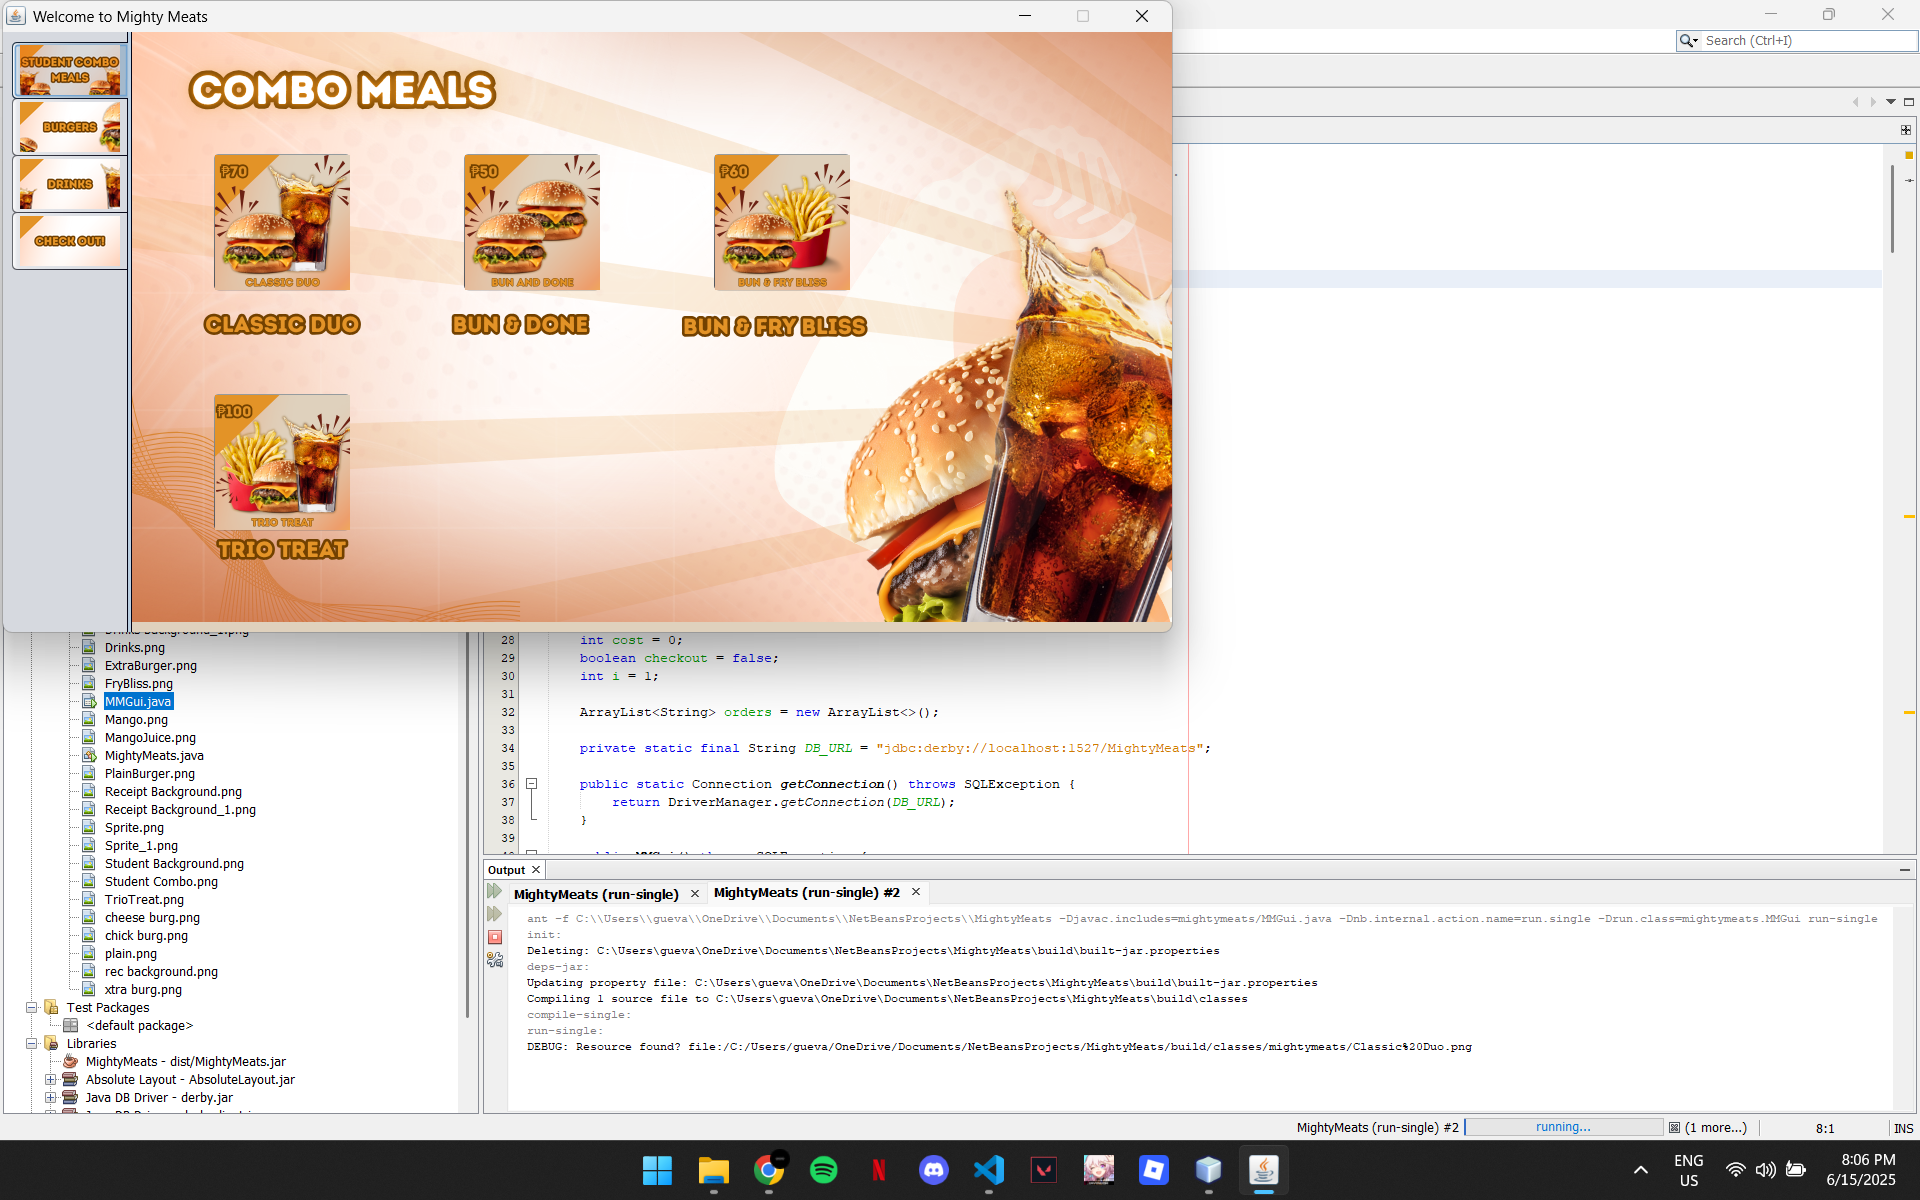 Welcome to Mighty Meats
Search (Ctrl+I)
STUDENT COMBO
MEALS
BURGERS
DRINKS
CHECK OUT!
COMBO MEALS
₱70
CLASSIC DUO
₱50
BUN AND DONE
₱60
BUN & FRY BLISS
CLASSIC DUO
BUN & DONE
BUN & FRY BLISS
₱100
TRIO TREAT
TRIO TREAT
Drinks Background_1.png
Drinks.png
ExtraBurger.png
FryBliss.png
MMGui.java
Mango.png
MangoJuice.png
MightyMeats.java
PlainBurger.png
Receipt Background.png
Receipt Background_1.png
Sprite.png
Sprite_1.png
Student Background.png
Student Combo.png
TrioTreat.png
cheese burg.png
chick burg.png
plain.png
rec background.png
xtra burg.png
Test Packages
<default package>
Libraries
MightyMeats - dist/MightyMeats.jar
Absolute Layout - AbsoluteLayout.jar
Java DB Driver - derby.jar
28 int cost = 0;
29 boolean checkout = false;
30 int i = 1;
31
32 ArrayList<String> orders = new ArrayList<>();
33
34 private static final String DB_URL = "jdbc:derby://localhost:1527/MightyMeats";
35
36 public static Connection getConnection() throws SQLException {
37 return DriverManager.getConnection(DB_URL);
38 }
39
Output
MightyMeats (run-single)
MightyMeats (run-single) #2
ant -f C:\\Users\\gueva\\OneDrive\\Documents\\NetBeansProjects\\MightyMeats -Djavac.includes=mightymeats/MMGui.java -Dnb.internal.action.name=run.single -Drun.class=mightymeats.MMGui run-single
init:
Deleting: C:\Users\gueva\OneDrive\Documents\NetBeansProjects\MightyMeats\build\built-jar.properties
deps-jar:
Updating property file: C:\Users\gueva\OneDrive\Documents\NetBeansProjects\MightyMeats\build\built-jar.properties
Compiling 1 source file to C:\Users\gueva\OneDrive\Documents\NetBeansProjects\MightyMeats\build\classes
compile-single:
run-single:
DEBUG: Resource found? file:/C:/Users/gueva/OneDrive/Documents/NetBeansProjects/MightyMeats/build/classes/mightymeats/Classic%20Duo.png
MightyMeats (run-single) #2
running...
(1 more...)
8:1
INS
ENG
US
8:06 PM
6/15/2025